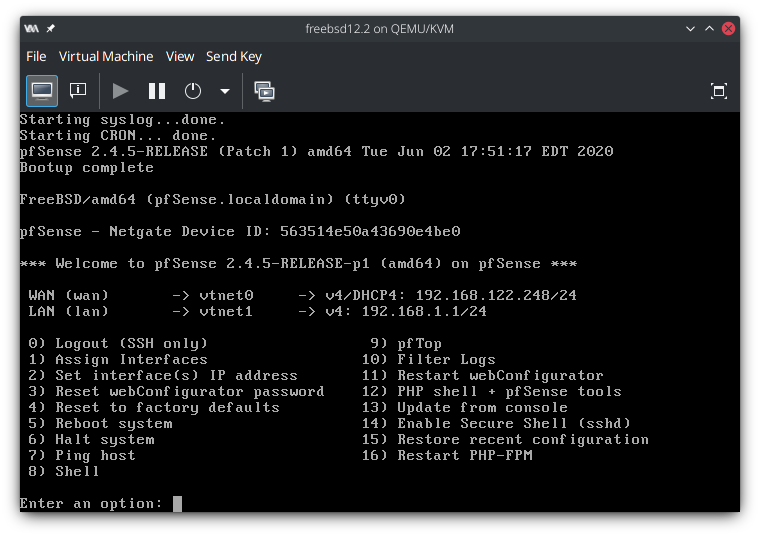 freebsd12.2 on QEMU/KVM
File Virtual Machine View Send Key
Starting syslog...done.
Starting CRON... done.
pfSense 2.4.5-RELEASE (Patch 1) amd64 Tue Jun 02 17:51:17 EDT 2020
Bootup complete
FreeBSD/amd64 (pfSense.localdomain) (ttyv0)
pfSense - Netgate Device ID: 563514e50a43690e4be0
*** Welcome to pfSense 2.4.5-RELEASE-p1 (amd64) on pfSense ***
WAN (wan)       -> vtnet0     -> v4/DHCP4: 192.168.122.248/24
LAN (lan)       -> vtnet1     -> v4: 192.168.1.1/24
0) Logout (SSH only)                  9) pfTop
1) Assign Interfaces                 10) Filter Logs
2) Set interface(s) IP address       11) Restart webConfigurator
3) Reset webConfigurator password    12) PHP shell + pfSense tools
4) Reset to factory defaults         13) Update from console
5) Reboot system                     14) Enable Secure Shell (sshd)
6) Halt system                       15) Restore recent configuration
7) Ping host                         16) Restart PHP-FPM
8) Shell
Enter an option: